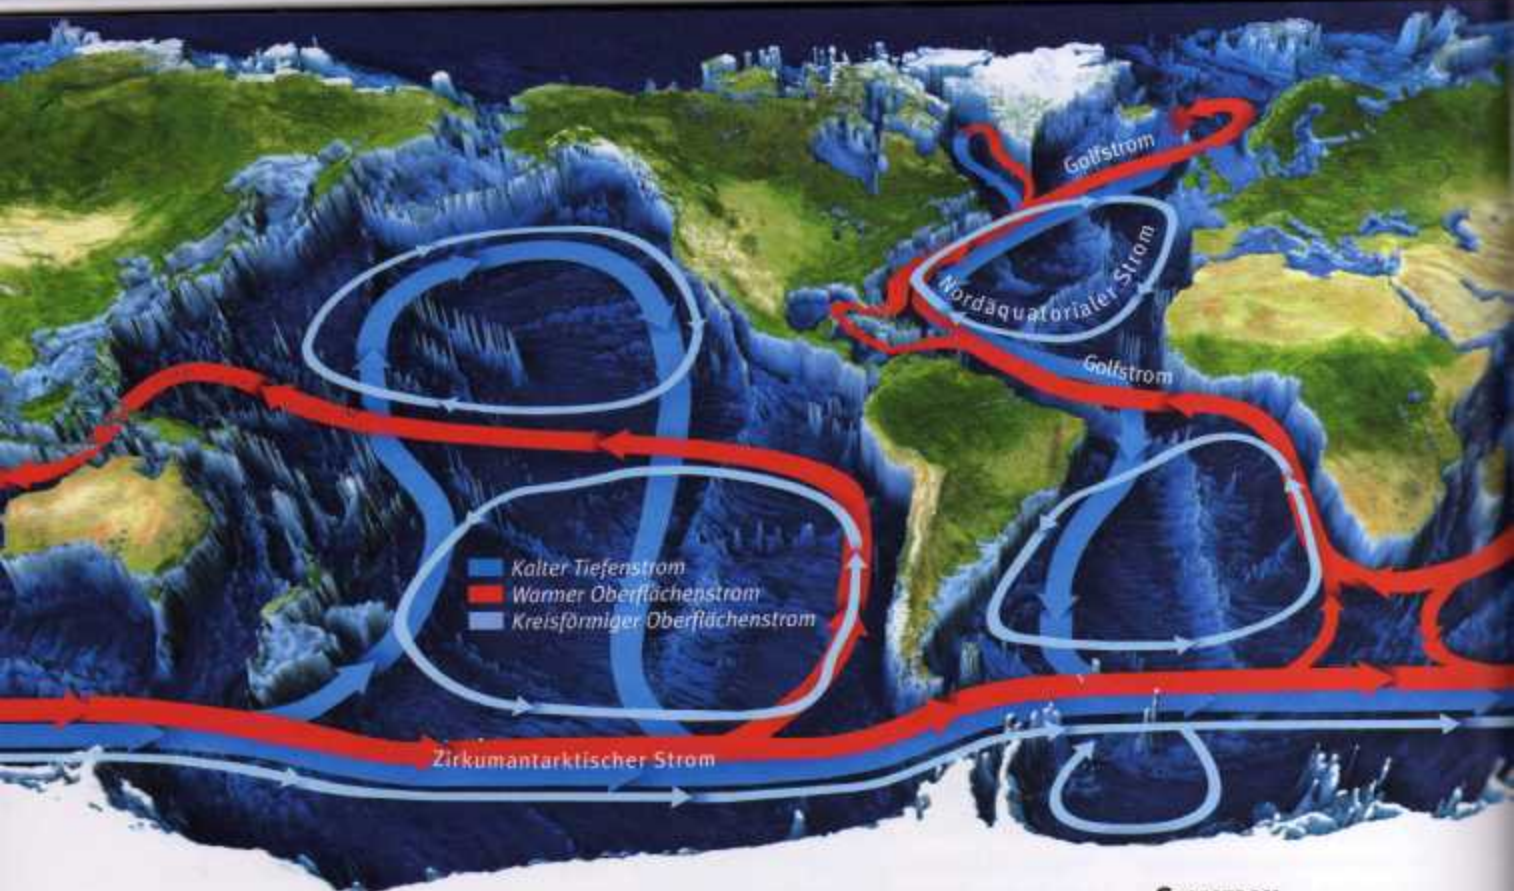 Golfstrom
Nordäquatorialer Strom
Golfstrom
Kalter Tiefenstrom
Warmer Oberflächenstrom
Kreisförmiger Oberflächenstrom
Zirkumantarktischer Strom